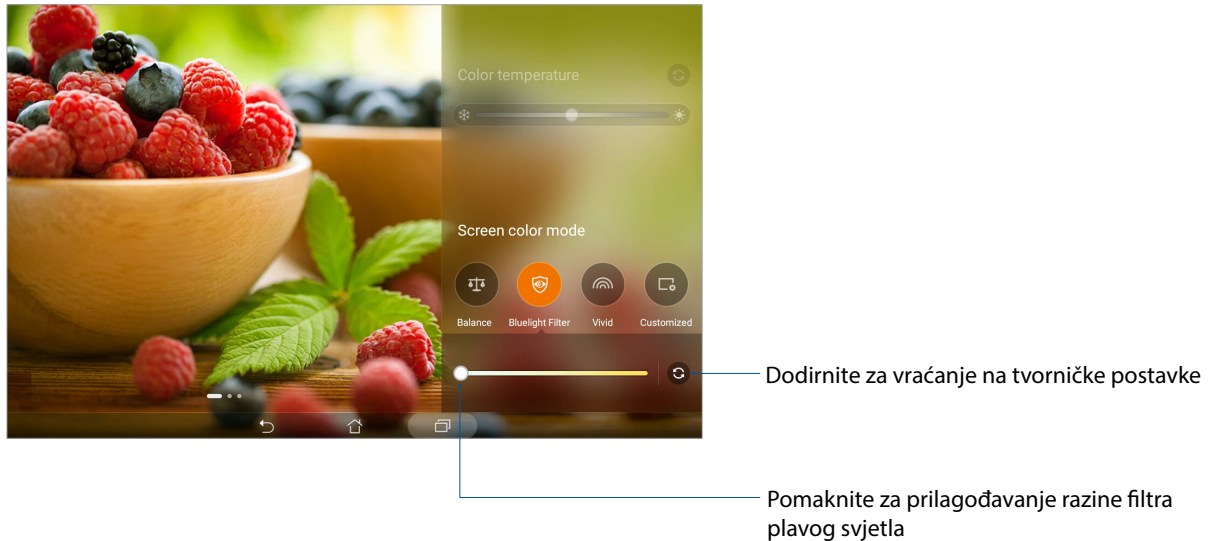 Color temperature
Screen color mode
Balance Bluelight Filter Vivid Customized
Dodirnite za vraćanje na tvorničke postavke
Pomaknite za prilagođavanje razine filtra
plavog svjetla